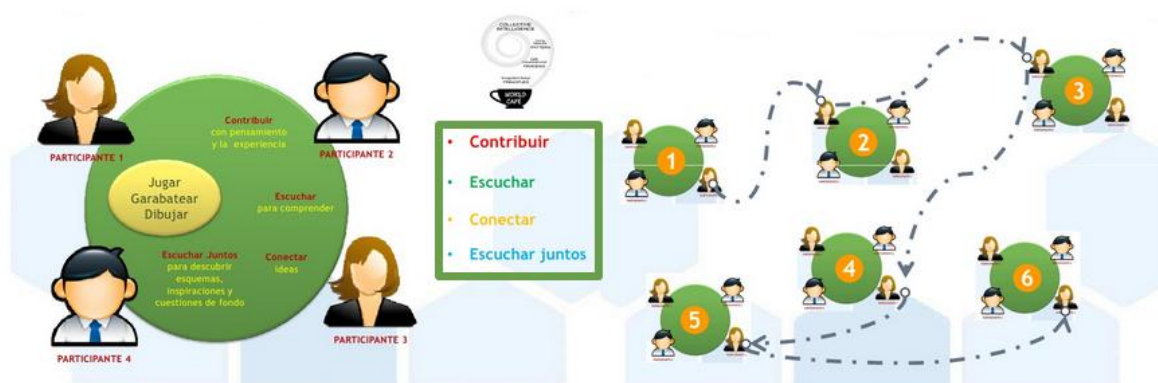 PARTICIPANTE 1
Contribuir
con pensamiento
y la experiencia
PARTICIPANTE 2
Jugar
Garabatear
Dibujar
Escuchar
para comprender
Escuchar Juntos
para descubrir
esquemas,
inspiraciones y
cuestiones de fondo
Conectar
ideas
PARTICIPANTE 4
PARTICIPANTE 3
COLLECTIVE
INTELLIGENCE
PRINCIPLES
WORLD
CAFE
• Contribuir
• Escuchar
• Conectar
• Escuchar juntos
1
2
3
4
5
6